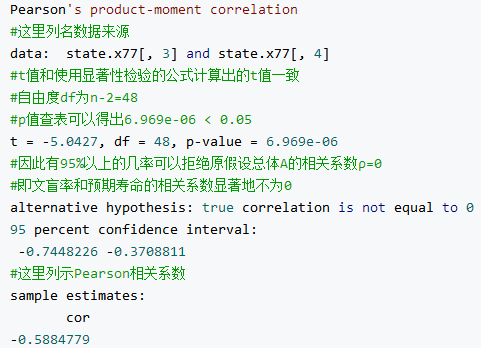 Pearson's product-moment correlation
#这里列名数据来源
data:  state.x77[, 3] and state.x77[, 4]
#t值和使用显著性检验的公式计算出的t值一致
#自由度df为n-2=48
#p值查表可以得出6.969e-06 < 0.05
t = -5.0427, df = 48, p-value = 6.969e-06
#因此有95%以上的几率可以拒绝原假设总体A的相关系数ρ=0
#即文盲率和预期寿命的相关系数显著地不为0
alternative hypothesis: true correlation is not equal to 0
95 percent confidence interval:
 -0.7448226 -0.3708811
#这里列示Pearson相关系数
sample estimates:
       cor
-0.5884779